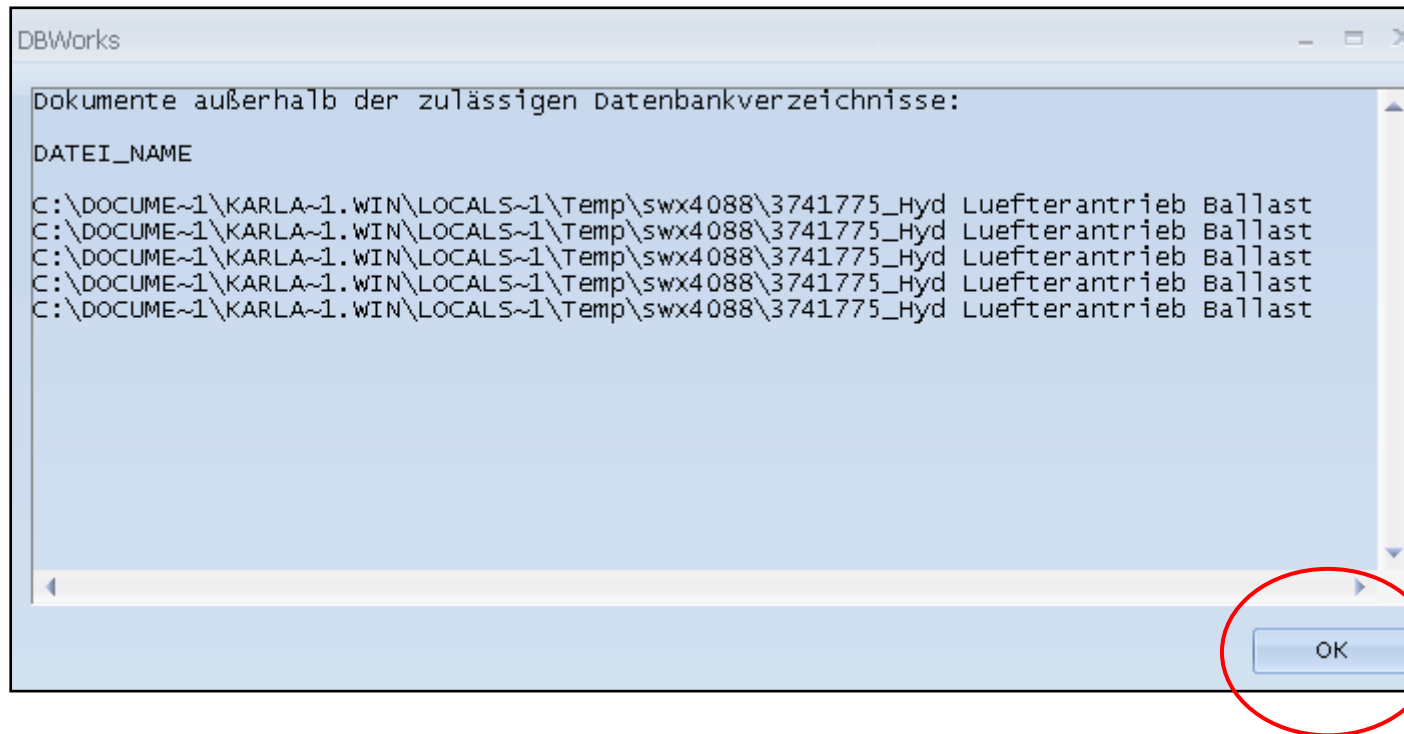 DBWorks
Dokumente außerhalb der zulässigen Datenbankverzeichnisse:
DATEI_NAME
C:\DOCUME~1\KARLA~1.WIN\LOCALS~1\Temp\swx4088\3741775_Hyd Luefterantrieb Ballast
C:\DOCUME~1\KARLA~1.WIN\LOCALS~1\Temp\swx4088\3741775_Hyd Luefterantrieb Ballast
C:\DOCUME~1\KARLA~1.WIN\LOCALS~1\Temp\swx4088\3741775_Hyd Luefterantrieb Ballast
C:\DOCUME~1\KARLA~1.WIN\LOCALS~1\Temp\swx4088\3741775_Hyd Luefterantrieb Ballast
C:\DOCUME~1\KARLA~1.WIN\LOCALS~1\Temp\swx4088\3741775_Hyd Luefterantrieb Ballast
OK